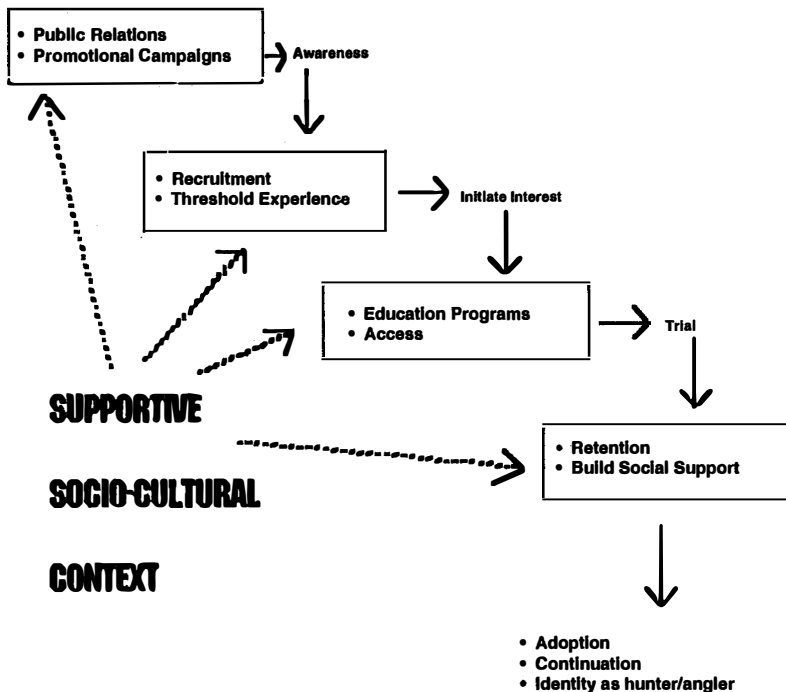 • Public Relations
• Promotional Campaigns
Awareness
• Recruitment
• Threshold Experience
Initiate Interest
• Education Programs
• Access
Trial
SUPPORTIVE
• Retention
• Build Social Support
SOCIO-CULTURAL
CONTEXT
• Adoption
• Continuation
• Identity as hunter/angler